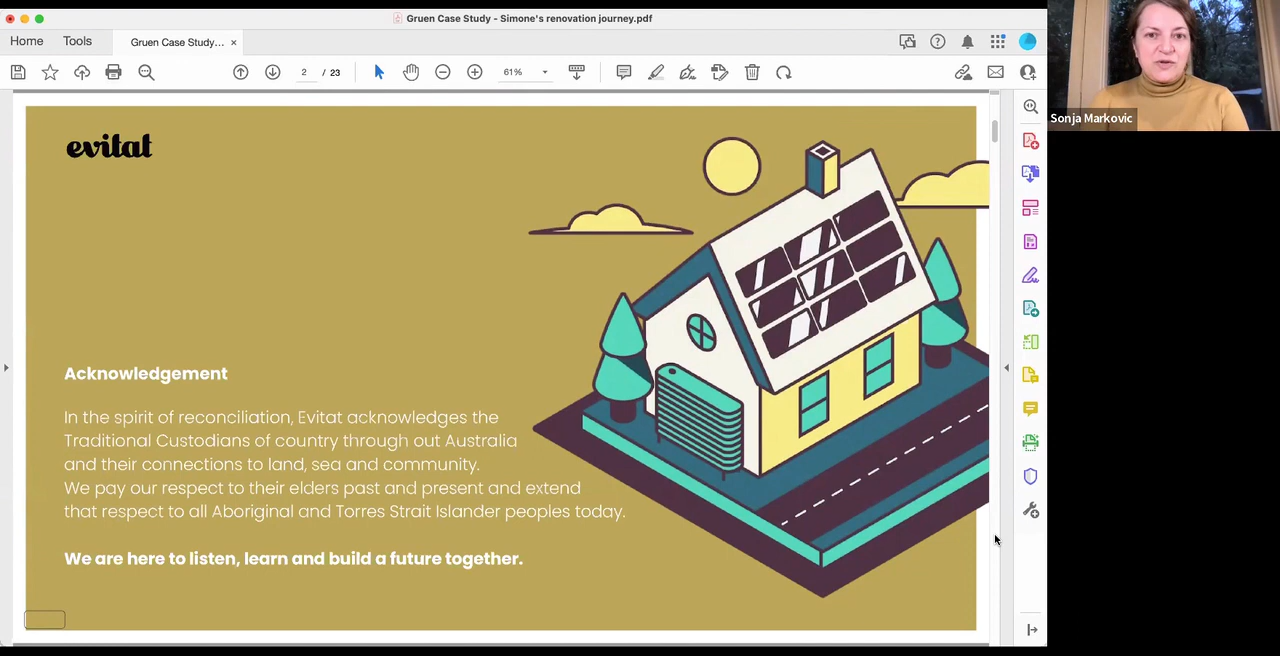 Gruen Case Study - Simone's renovation journey.pdf
Home Tools Gruen Case Study... ×
2 / 23 61%
Sonja Markovic
evitat
Acknowledgement
In the spirit of reconciliation, Evitat acknowledges the
Traditional Custodians of country through out Australia
and their connections to land, sea and community.
We pay our respect to their elders past and present and extend
that respect to all Aboriginal and Torres Strait Islander peoples today.
We are here to listen, learn and build a future together.